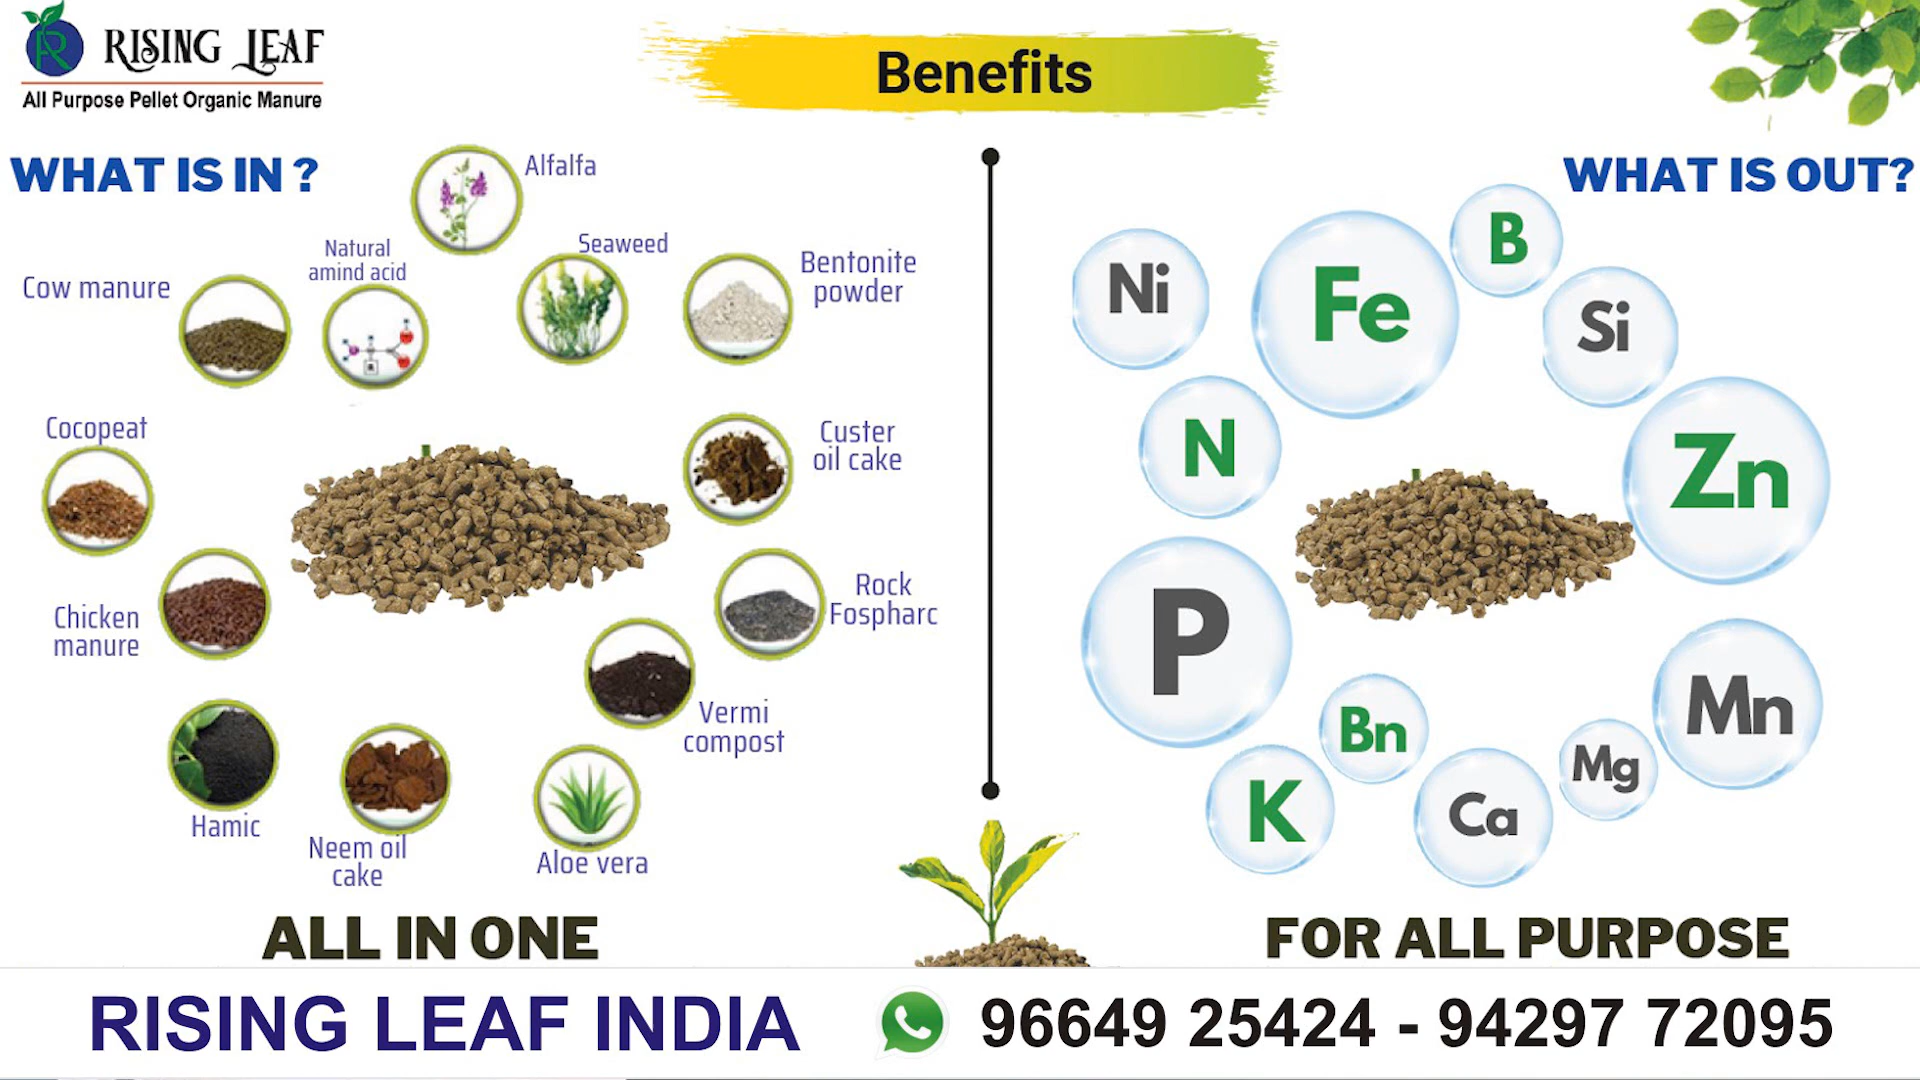 RISING LEAF
All Purpose Pellet Organic Manure
Benefits
WHAT IS IN ?
WHAT IS OUT?
Alfalfa
Seaweed
Natural
amind acid
Bentonite
powder
Cow manure
Cocopeat
Custer
oil cake
Chicken
manure
Rock
Fospharc
Vermi
compost
Hamic
Neem oil
cake
Aloe vera
Ni
Fe
B
Si
N
Zn
P
Mn
Bn
Mg
K
Ca
ALL IN ONE
FOR ALL PURPOSE
RISING LEAF INDIA
96649 25424 - 94297 72095